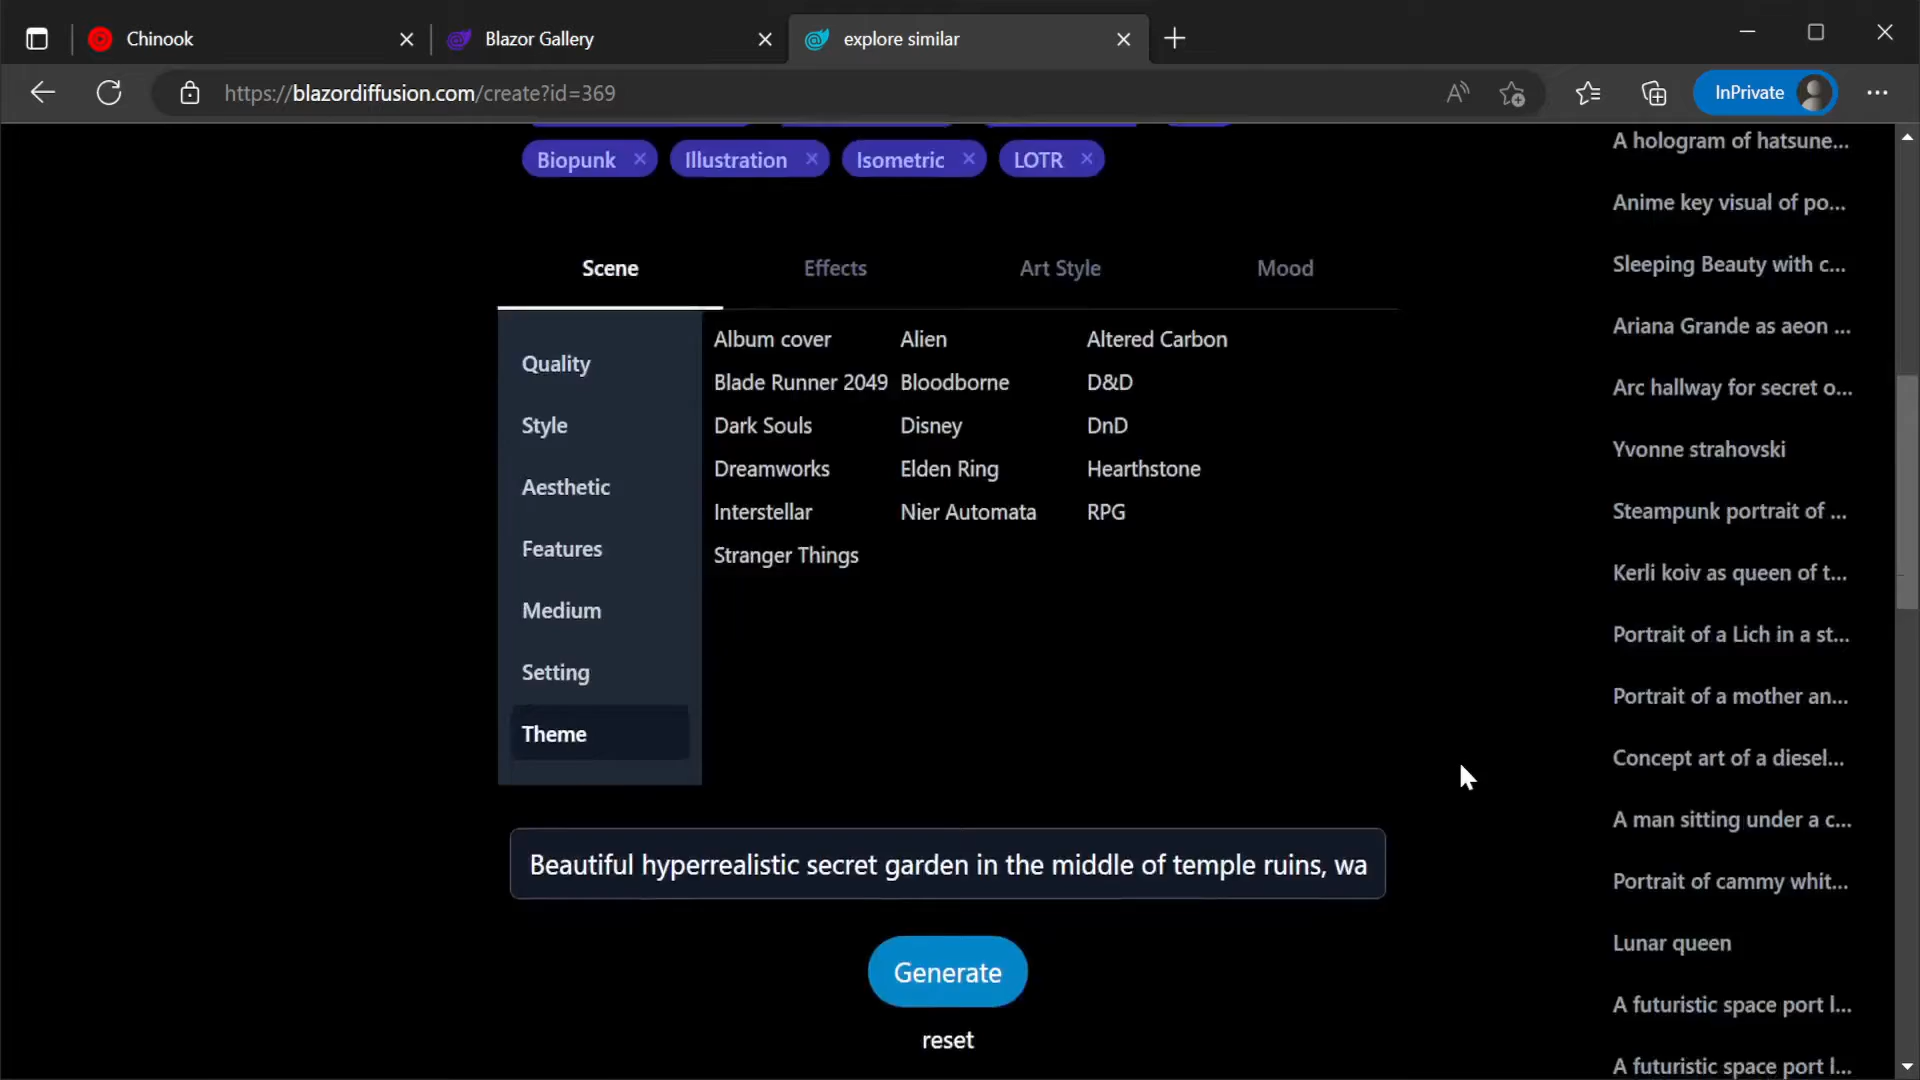 Chinook
Blazor Gallery
explore similar
https://blazordiffusion.com/create?id=369
InPrivate
Biopunk
Illustration
Isometric
LOTR
Scene
Effects
Art Style
Mood
Quality
Style
Aesthetic
Features
Medium
Setting
Theme
Album cover Alien Altered Carbon
Blade Runner 2049 Bloodborne D&D
Dark Souls Disney DnD
Dreamworks Elden Ring Hearthstone
Interstellar Nier Automata RPG
Stranger Things
Beautiful hyperrealistic secret garden in the middle of temple ruins, wa
Generate
reset
A hologram of hatsune...
Anime key visual of po...
Sleeping Beauty with c...
Ariana Grande as aeon ...
Arc hallway for secret o...
Yvonne strahovski
Steampunk portrait of ...
Kerli koiv as queen of t...
Portrait of a Lich in a st...
Portrait of a mother an...
Concept art of a diesel...
A man sitting under a c...
Portrait of cammy whit...
Lunar queen
A futuristic space port l...
A futuristic space port l...